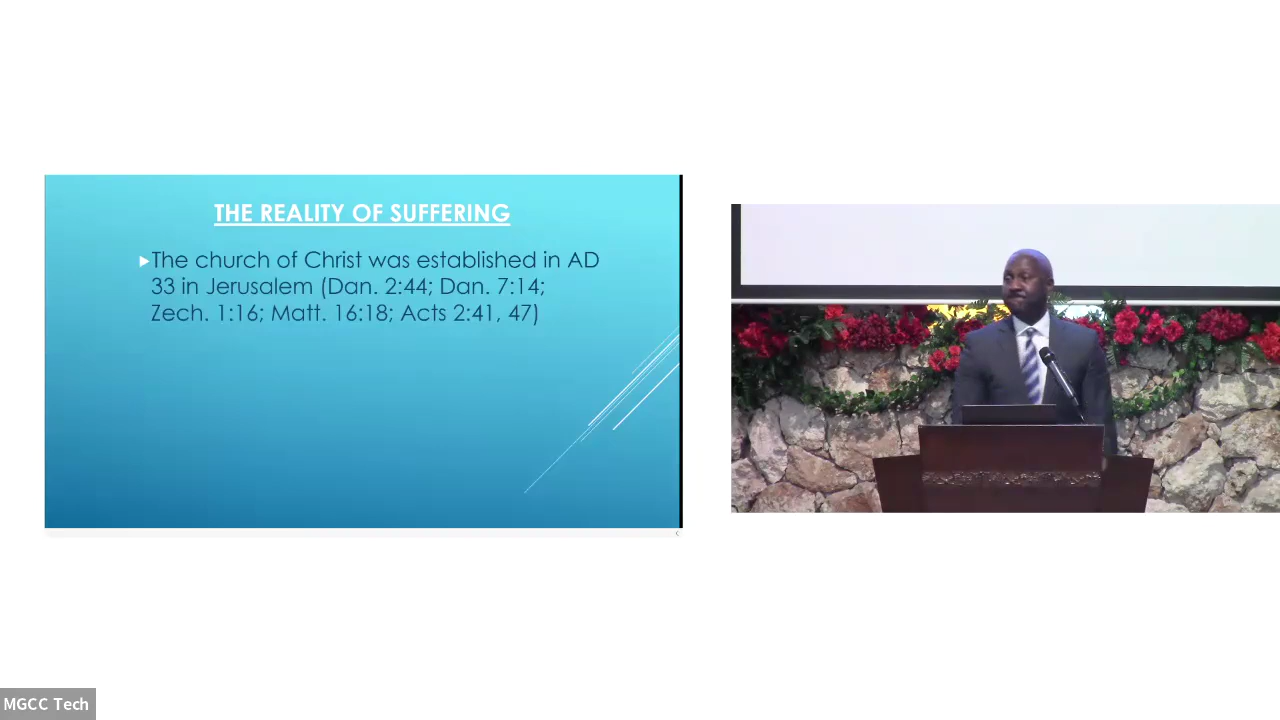 THE REALITY OF SUFFERING
The church of Christ was established in AD
33 in Jerusalem (Dan. 2:44; Dan. 7:14;
Zech. 1:16; Matt. 16:18; Acts 2:41, 47)
MGCC Tech